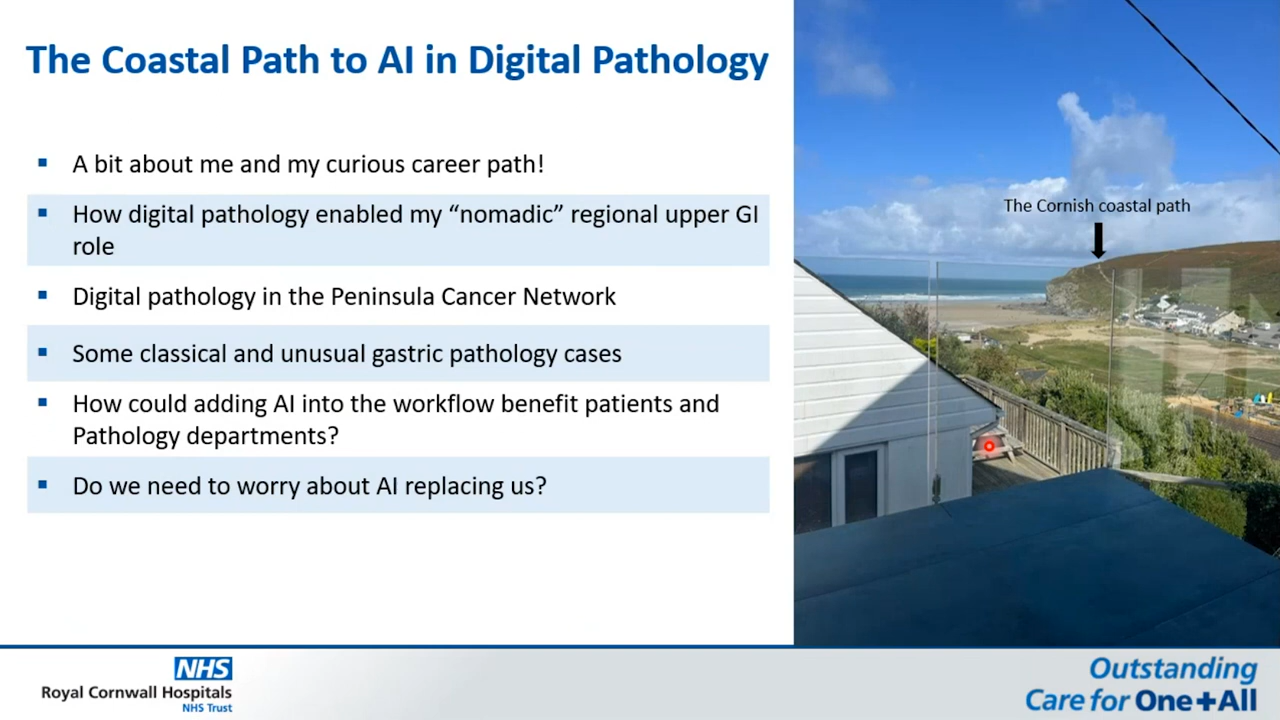 The Coastal Path to AI in Digital Pathology
A bit about me and my curious career path!
How digital pathology enabled my “nomadic” regional upper GI
role
Digital pathology in the Peninsula Cancer Network
Some classical and unusual gastric pathology cases
How could adding AI into the workflow benefit patients and
Pathology departments?
Do we need to worry about AI replacing us?
The Cornish coastal path
NHS
Royal Cornwall Hospitals
NHS Trust
Outstanding
Care for One+All